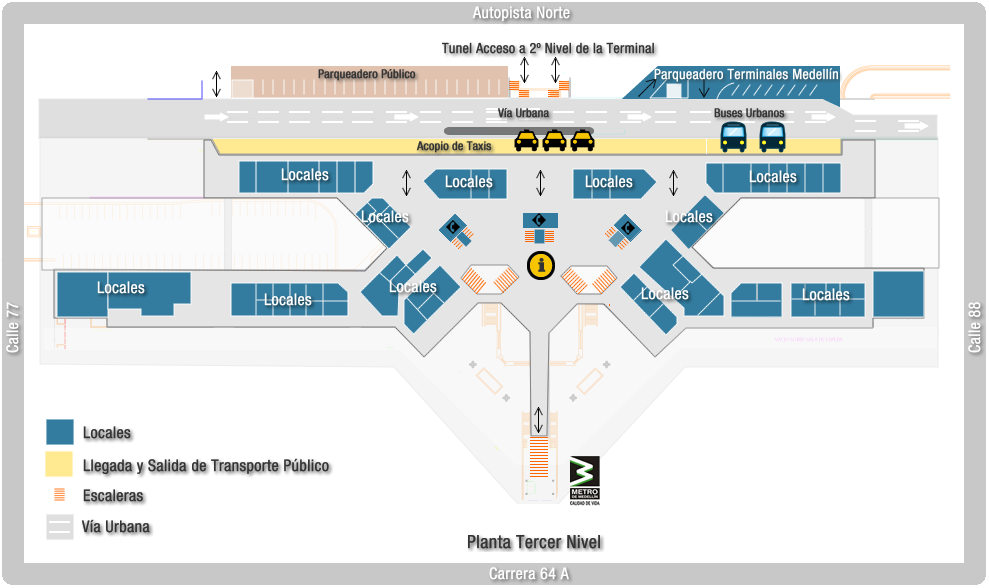 Autopista Norte
Tunel Acceso a 2º Nivel de la Terminal
Parqueadero Público
Parqueadero Terminales Medellín
Vía Urbana
Buses Urbanos
Acopio de Taxis
Locales
Locales
Locales
Locales
Locales
Locales
C
C
C
i
Locales
Locales
Locales
Locales
Locales
Calle 77
Calle 88
Locales
Llegada y Salida de Transporte Público
Escaleras
Vía Urbana
METRO
DE MEDELLÍN
CALIDAD DE VIDA
Planta Tercer Nivel
Carrera 64 A